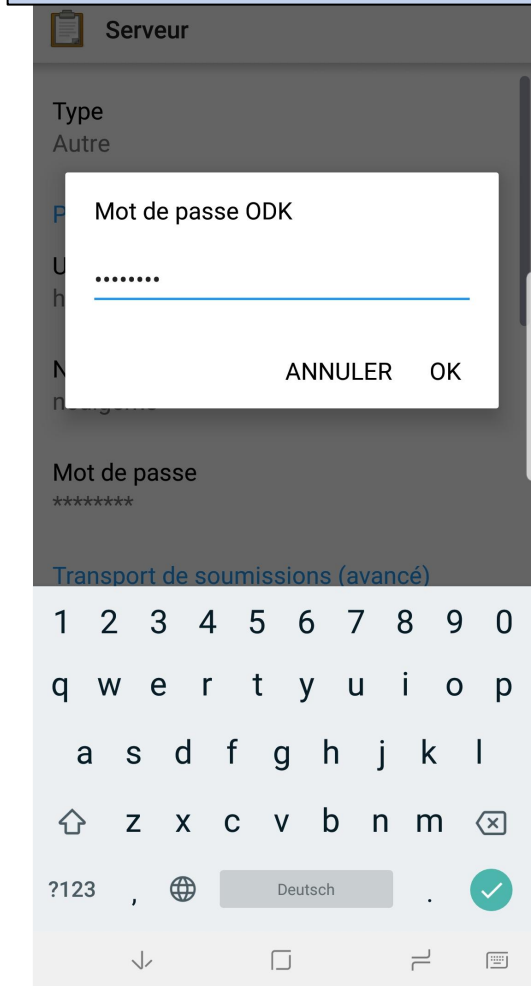 Serveur
Type
Autre
P
Mot de passe ODK
U
••••••••
h
ANNULER OK
N
Mot de passe
********
Transport de soumissions (avancé)
1 2 3 4 5 6 7 8 9 0
q w e r t y u i o p
a s d f g h j k l
z x c v b n m
?123 , Deutsch .